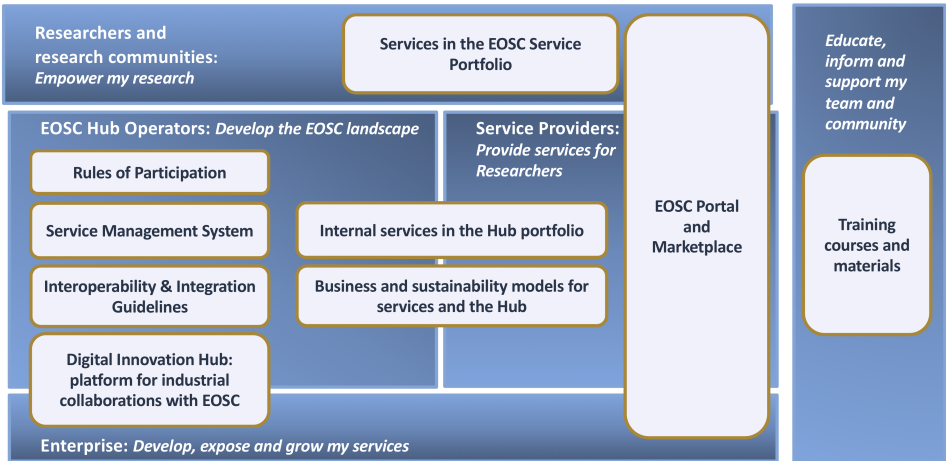 Researchers and
research communities:
Empower my research
Services in the EOSC Service
Portfolio
EOSC Hub Operators: Develop the EOSC landscape
Rules of Participation
Service Management System
Interoperability & Integration
Guidelines
Digital Innovation Hub:
platform for industrial
collaborations with EOSC
Service Providers:
Provide services for
Researchers
Internal services in the Hub portfolio
Business and sustainability models for
services and the Hub
EOSC Portal
and
Marketplace
Enterprise: Develop, expose and grow my services
Educate,
inform and
support my
team and
community
Training
courses and
materials